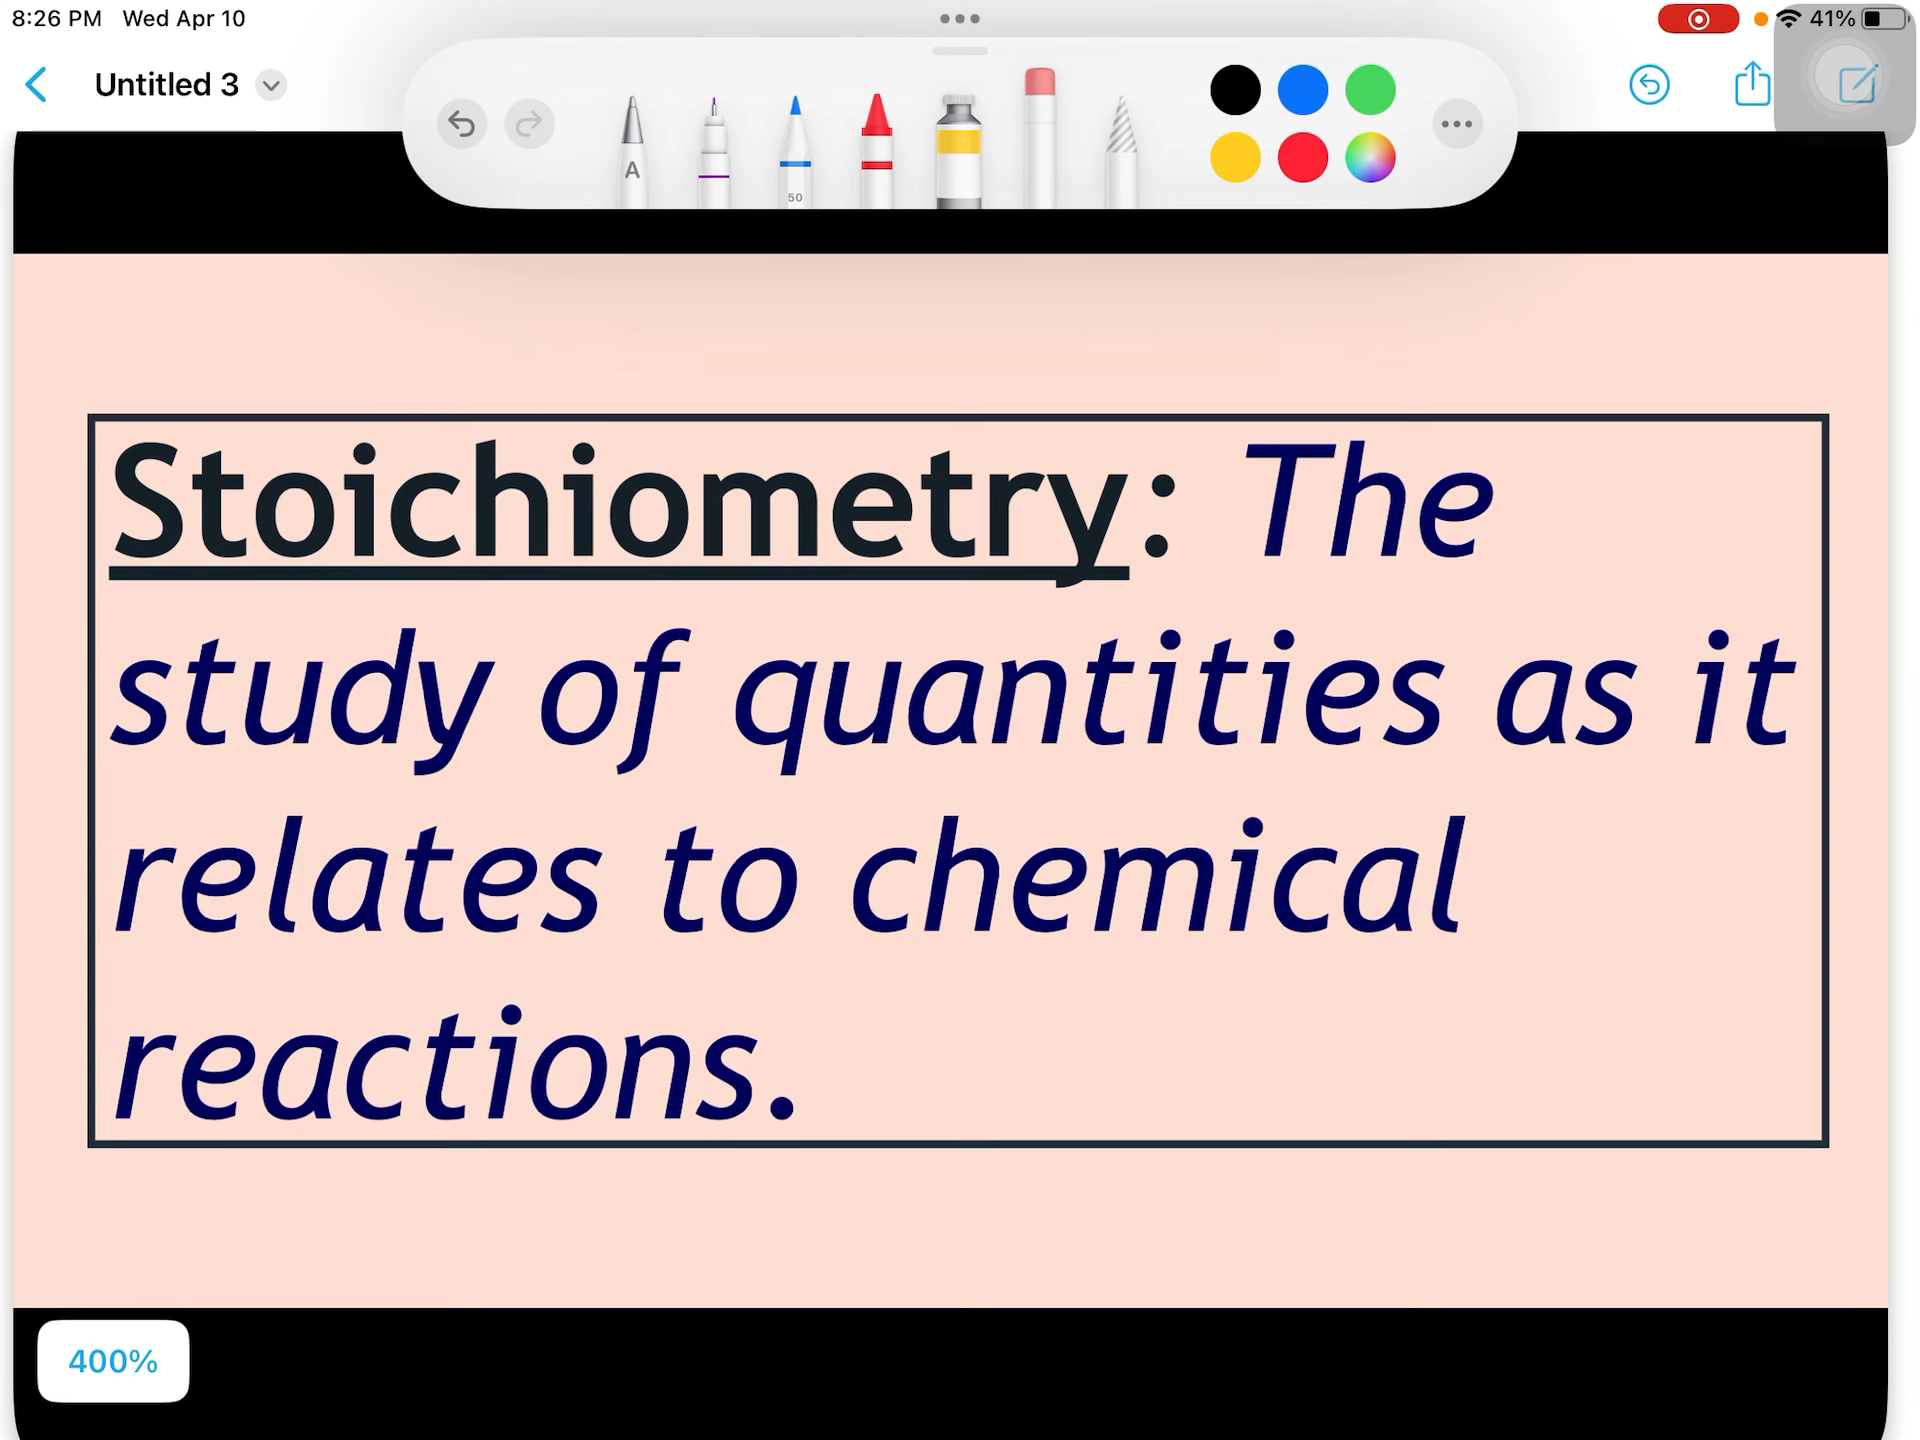 8:26 PM Wed Apr 10
41%
Untitled 3
A
50
Stoichiometry: The
study of quantities as it
relates to chemical
reactions.
400%